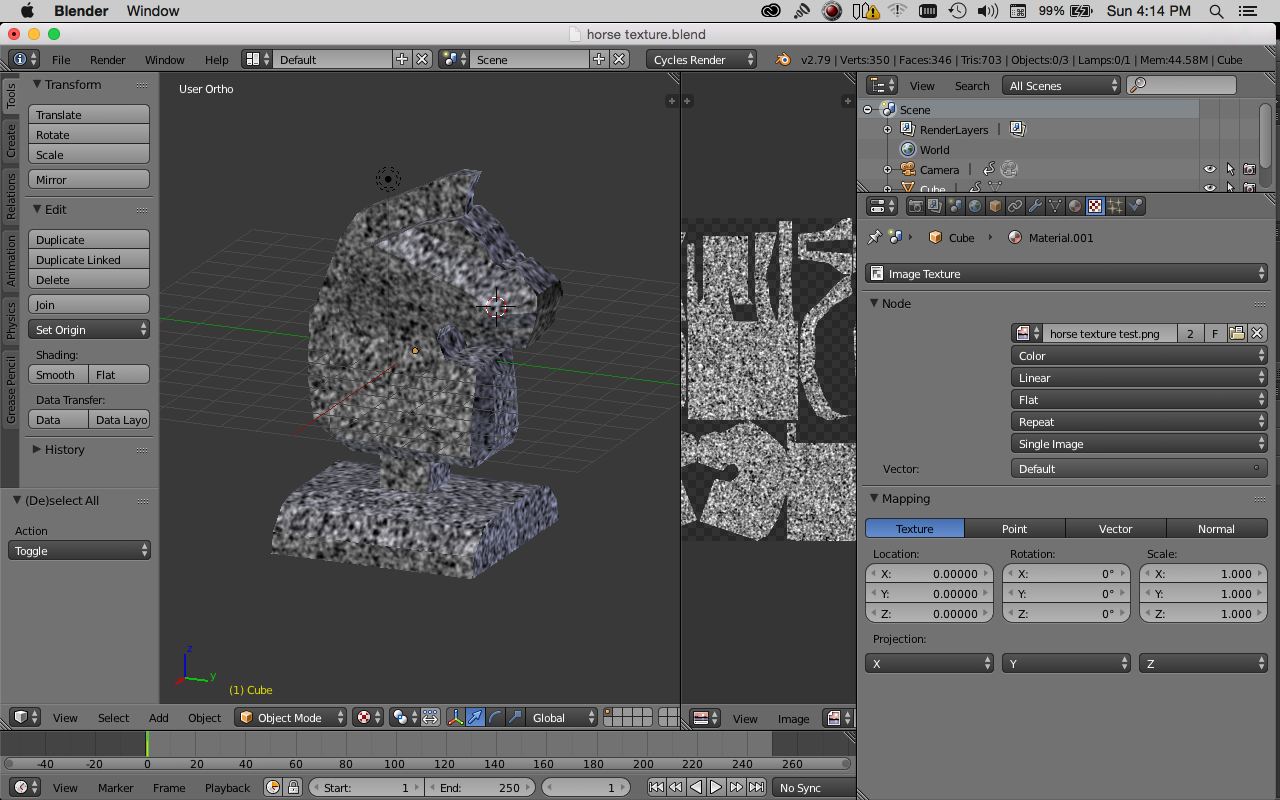 Blender Window 99% Sun 4:14 PM
horse texture.blend
File Render Window Help Default Scene Cycles Render v2.79 | Verts:350 | Faces:346 | Tris:703 | Objects:0/3 | Lamps:0/1 | Mem:44.58M | Cube
Tools
Create
Relations
Animation
Physics
Grease Pencil
Transform
Translate
Rotate
Scale
Mirror
Edit
Duplicate
Duplicate Linked
Delete
Join
Set Origin
Shading:
Smooth Flat
Data Transfer:
Data Data Layo
History
(De)select All
Action
Toggle
User Ortho
z
y
(1) Cube
View Select Add Object Object Mode Global
View Image
View Search All Scenes
Scene
RenderLayers |
World
Camera |
Cube |
Cube Material.001
Image Texture
Node
horse texture test.png 2 F
Color
Linear
Flat
Repeat
Single Image
Vector: Default
Mapping
Texture Point Vector Normal
Location: Rotation: Scale:
X: 0.00000 X: 0° X: 1.000
Y: 0.00000 Y: 0° Y: 1.000
Z: 0.00000 Z: 0° Z: 1.000
Projection:
X Y Z
-40 -20 0 20 40 60 80 100 120 140 160 180 200 220 240 260
View Marker Frame Playback Start: 1 End: 250 1 No Sync